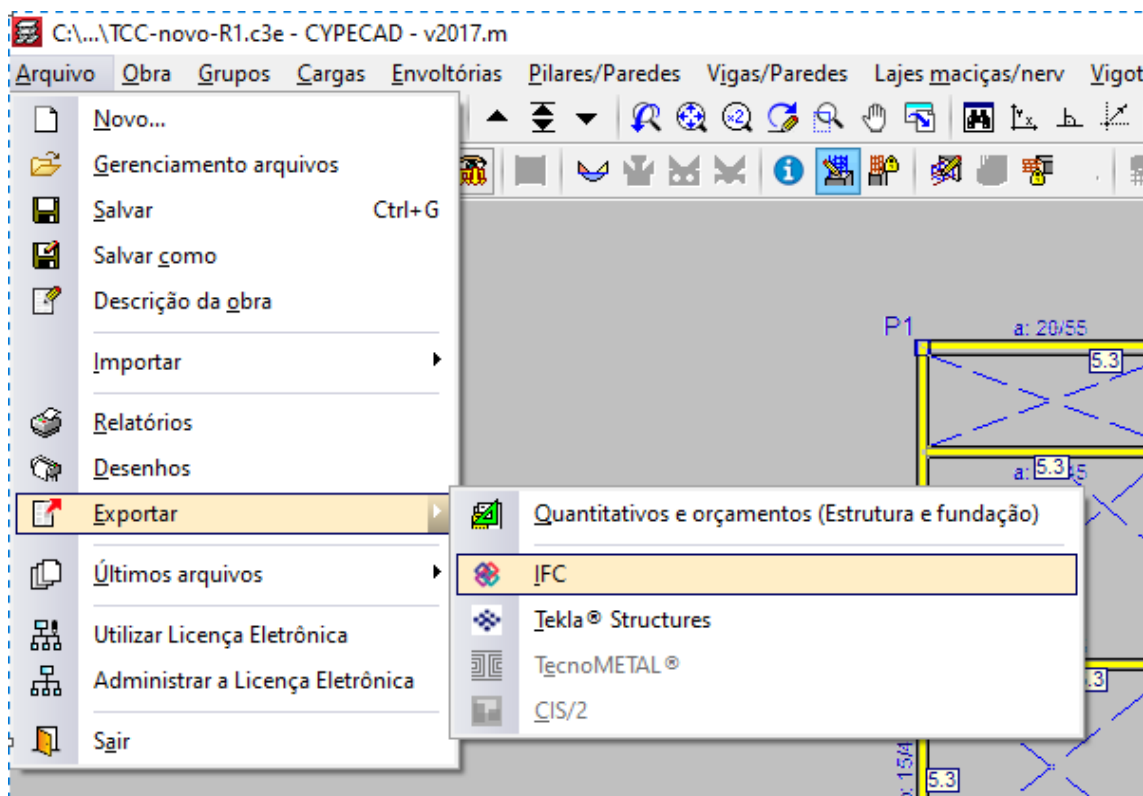 C:\...\TCC-novo-R1.c3e - CYPECAD - v2017.m
Arquivo Obra Grupos Cargas Envoltórias Pilares/Paredes Vigas/Paredes Lajes maciças/nerv Vigot
Novo...
Gerenciamento arquivos
Salvar Ctrl+G
Salvar como
Descrição da obra
Importar
Relatórios
Desenhos
Exportar
Últimos arquivos
Utilizar Licença Eletrônica
Administrar a Licença Eletrônica
Sair
Quantitativos e orçamentos (Estrutura e fundação)
IFC
Tekla® Structures
TecnoMETAL®
CIS/2
P1
a: 20/55
5.3
a: 5.3
.3
5.3